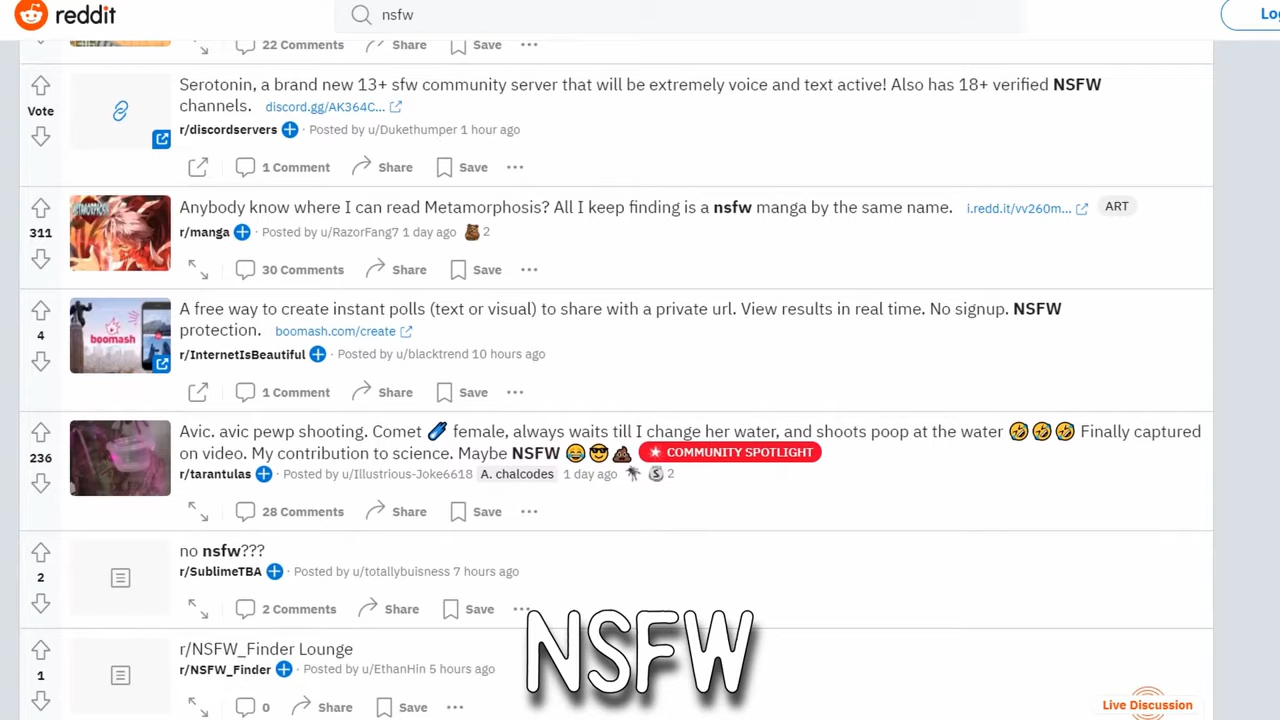 reddit
nsfw
Log
22 Comments Share Save
Serotonin, a brand new 13+ sfw community server that will be extremely voice and text active! Also has 18+ verified NSFW
channels. discord.gg/AK364C...
Vote
r/discordservers Posted by u/Dukethumper 1 hour ago
1 Comment Share Save
METAMORPHOSIS
Anybody know where I can read Metamorphosis? All I keep finding is a nsfw manga by the same name. i.redd.it/vv260m... ART
311
r/manga Posted by u/RazorFang7 1 day ago 2
30 Comments Share Save
A free way to create instant polls (text or visual) to share with a private url. View results in real time. No signup. NSFW
protection. boomash.com/create
4
boomash
r/InternetIsBeautiful Posted by u/blacktrend 10 hours ago
1 Comment Share Save
Avic. avic pewp shooting. Comet ☄️ female, always waits till I change her water, and shoots poop at the water 🤣🤣🤣 Finally captured
on video. My contribution to science. Maybe NSFW 😂😎💩 COMMUNITY SPOTLIGHT
236
r/tarantulas Posted by u/Illustrious-Joke6618 A. chalcodes 1 day ago S 2
28 Comments Share Save
no nsfw???
2
r/SublimeTBA Posted by u/totallybuisness 7 hours ago
2 Comments Share Save
r/NSFW_Finder Lounge
1
r/NSFW_Finder Posted by u/EthanHin 5 hours ago
0 Share Save
NSFW
Live Discussion